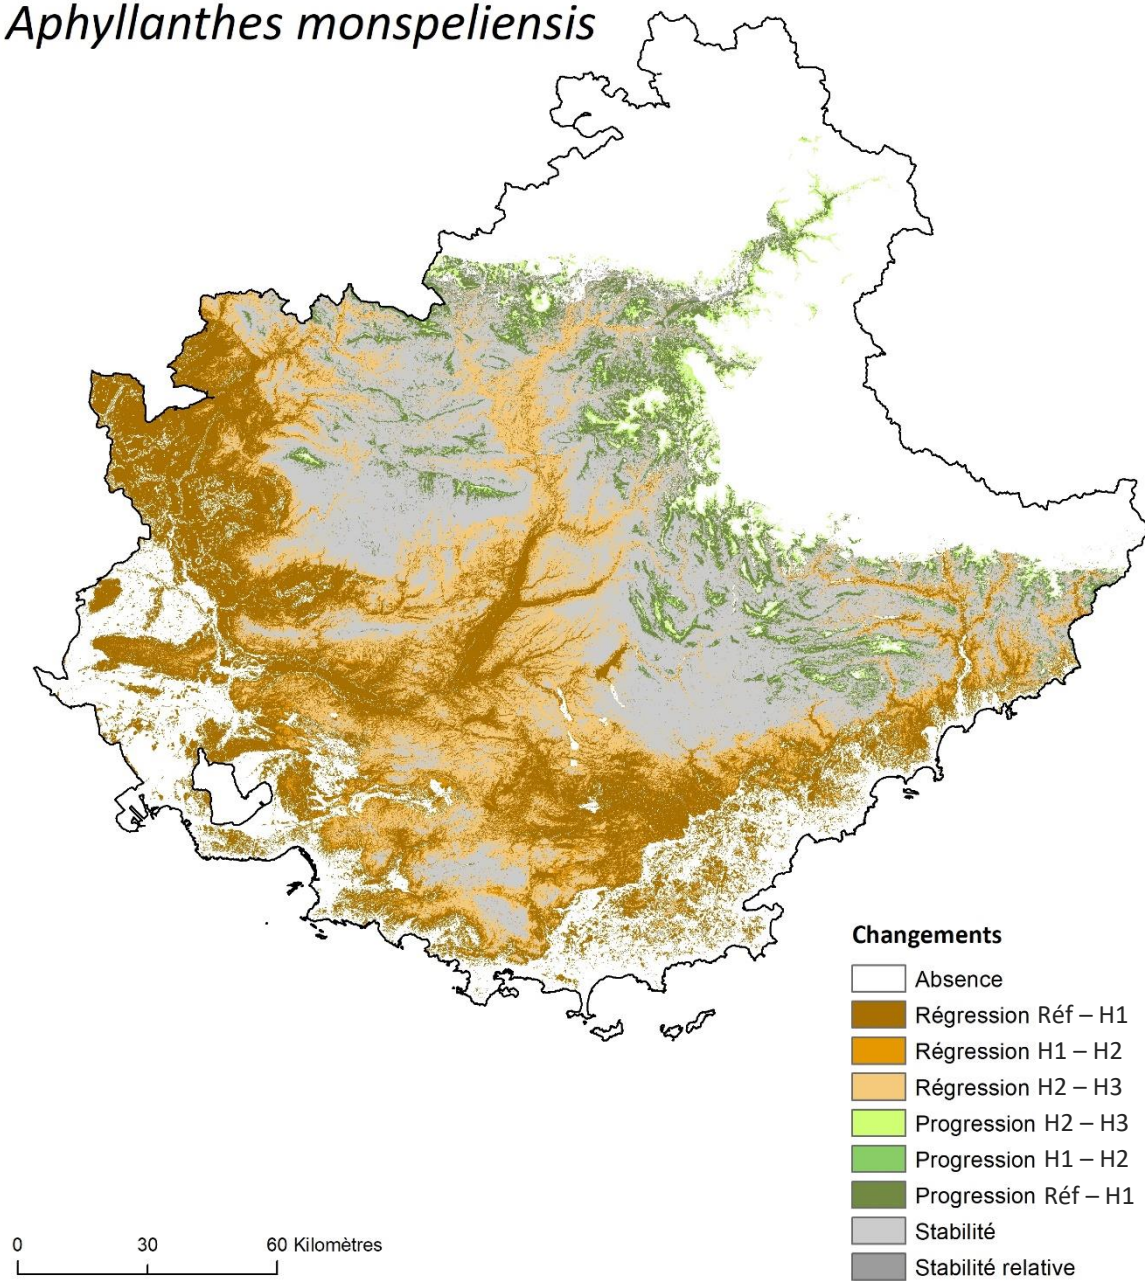 Aphyllanthes monspeliensis
Changements
Absence
Régression Réf – H1
Régression H1 – H2
Régression H2 – H3
Progression H2 – H3
Progression H1 – H2
Progression Réf – H1
Stabilité
Stabilité relative
0 30 60 Kilomètres